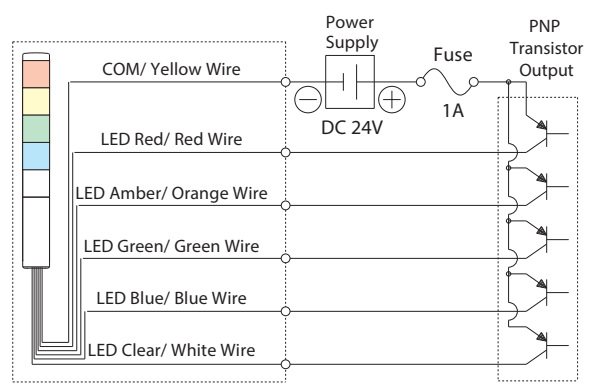 Power
Supply
PNP
Transistor
Output
Fuse
COM/ Yellow Wire
DC 24V
1A
LED Red/ Red Wire
LED Amber/ Orange Wire
LED Green/ Green Wire
LED Blue/ Blue Wire
LED Clear/ White Wire